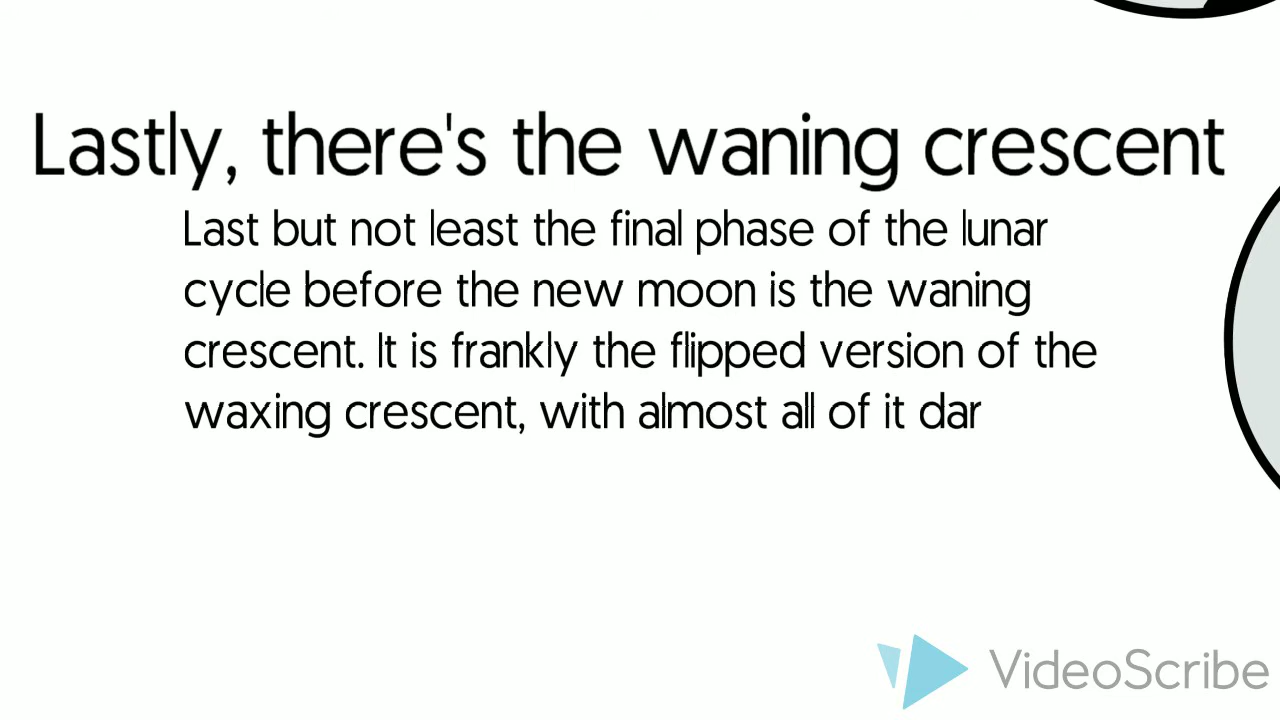 Lastly, there's the waning crescent
Last but not least the final phase of the lunar
cycle before the new moon is the waning
crescent. It is frankly the flipped version of the
waxing crescent, with almost all of it dar
VideoScribe